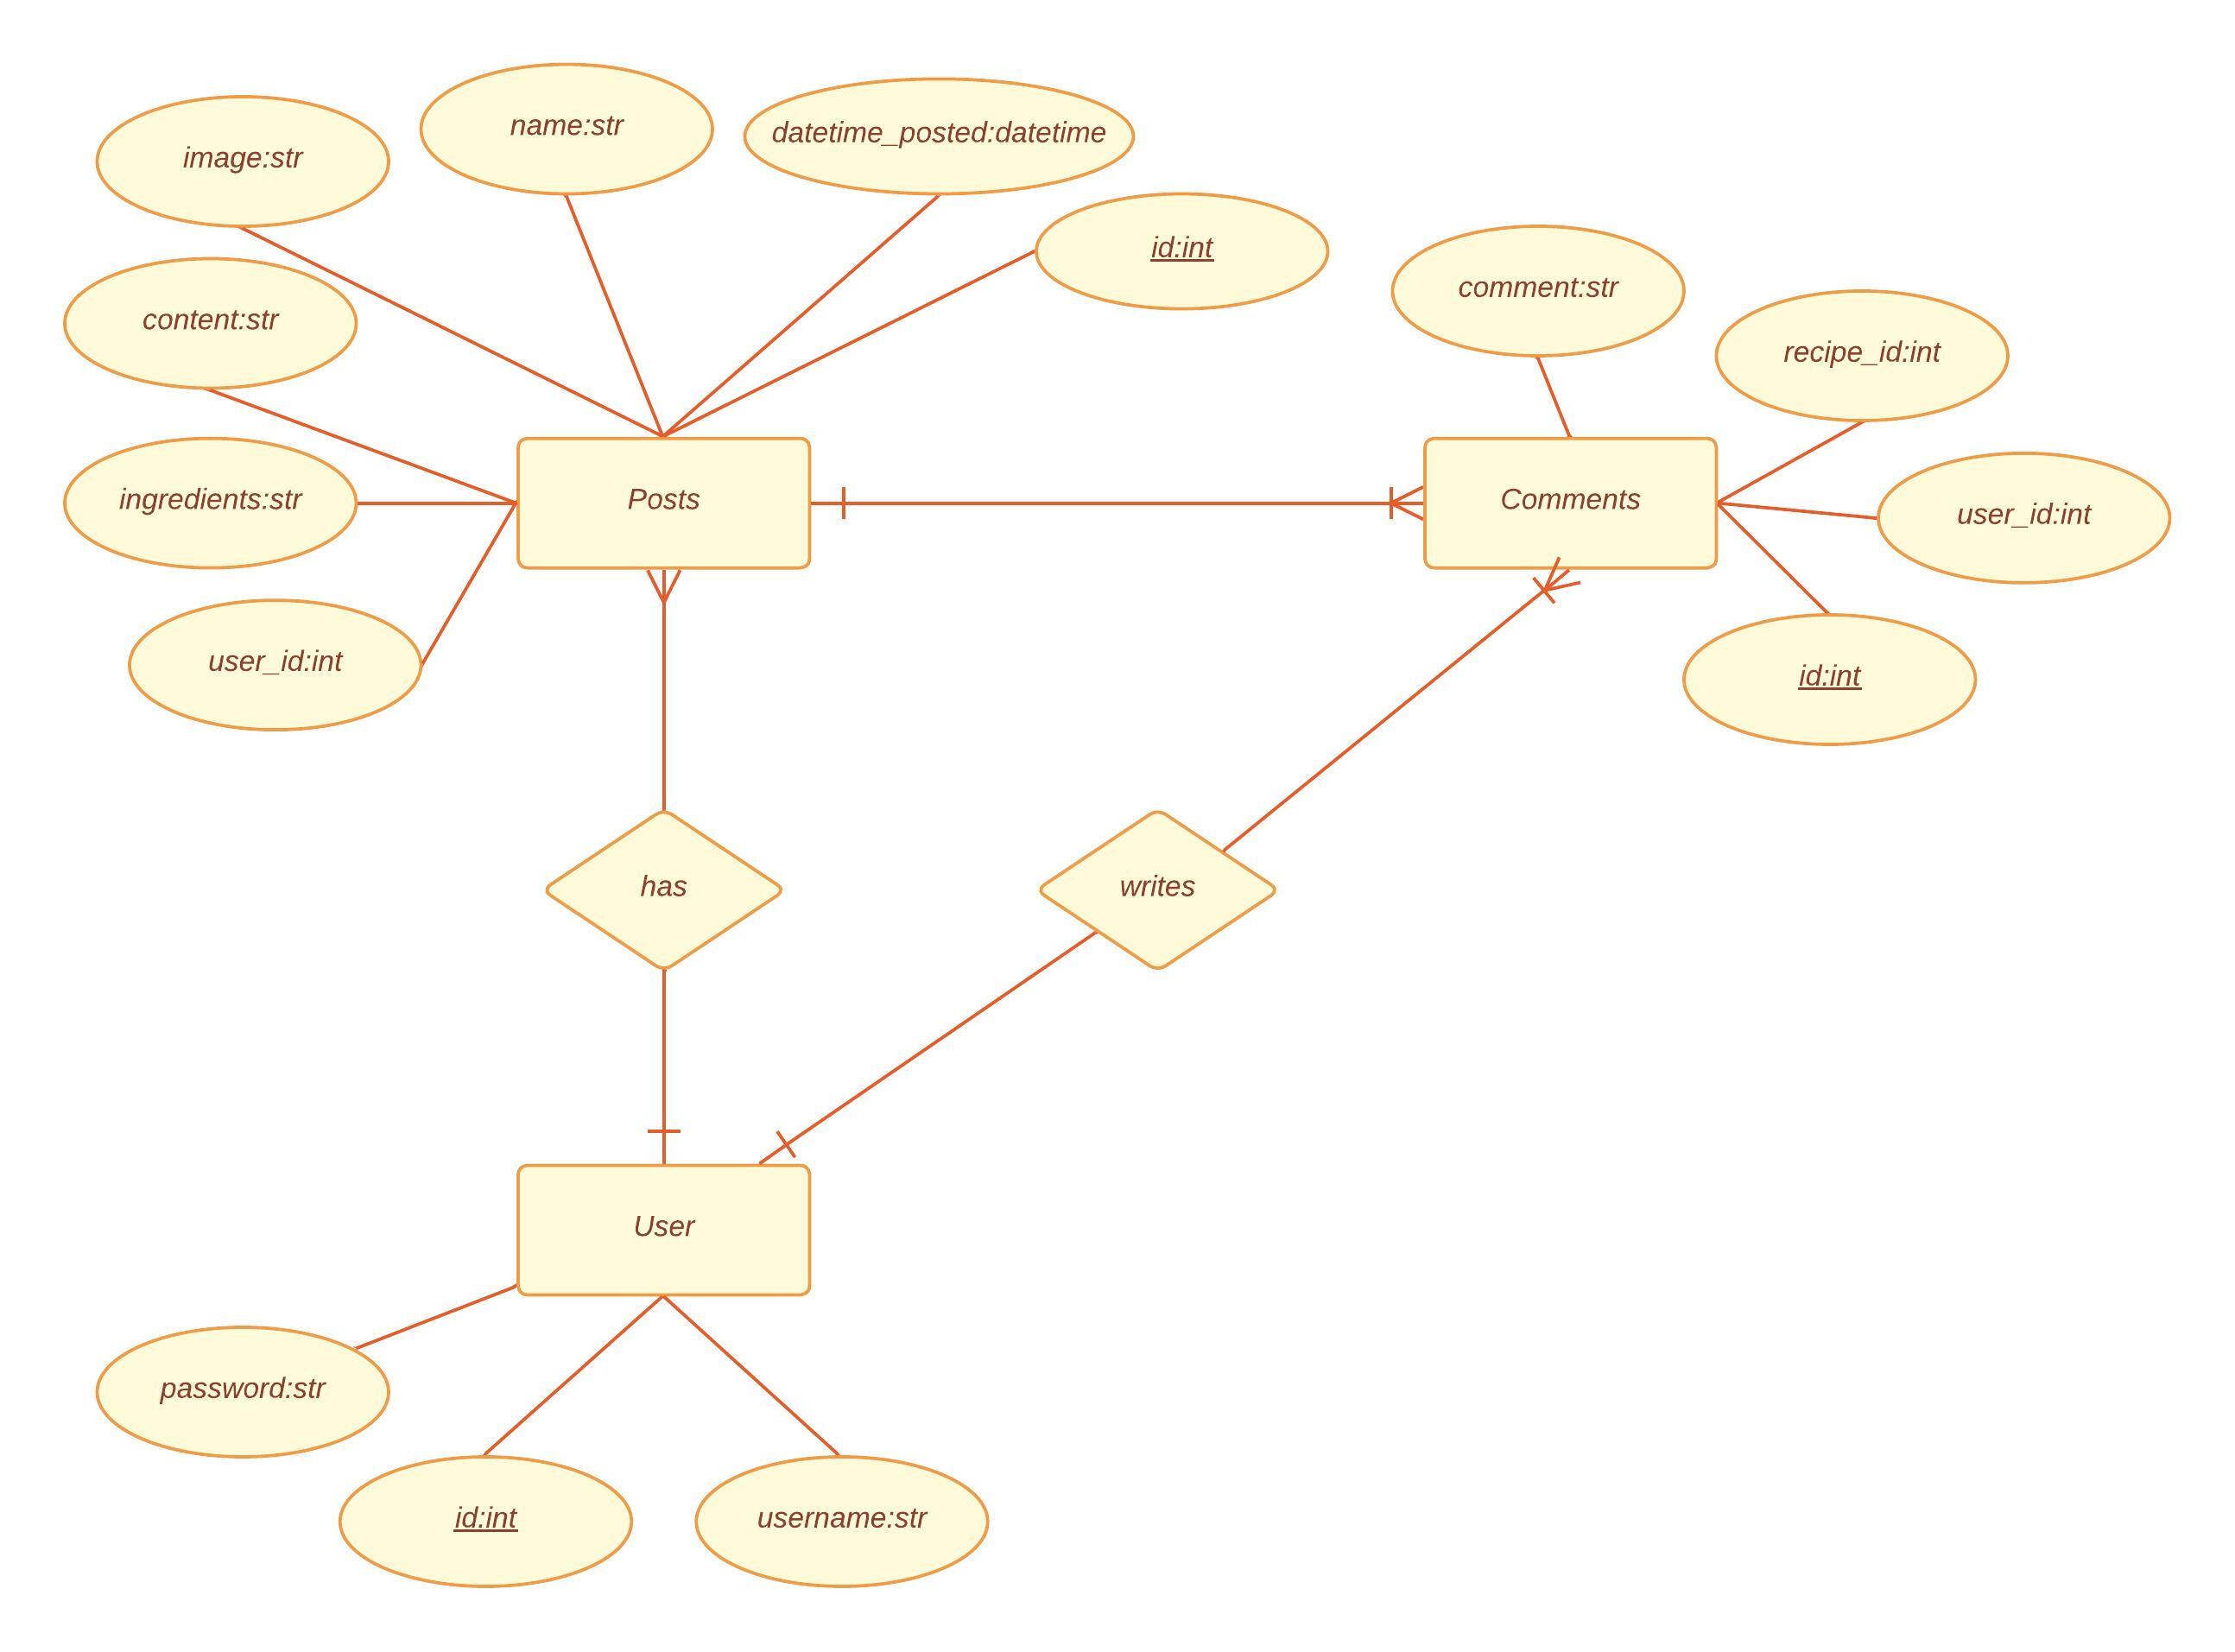 name:str
datetime_posted:datetime
image:str
id:int
comment:str
content:str
recipe_id:int
ingredients:str
Posts
Comments
user_id:int
user_id:int
id:int
has
writes
User
password:str
id:int
username:str